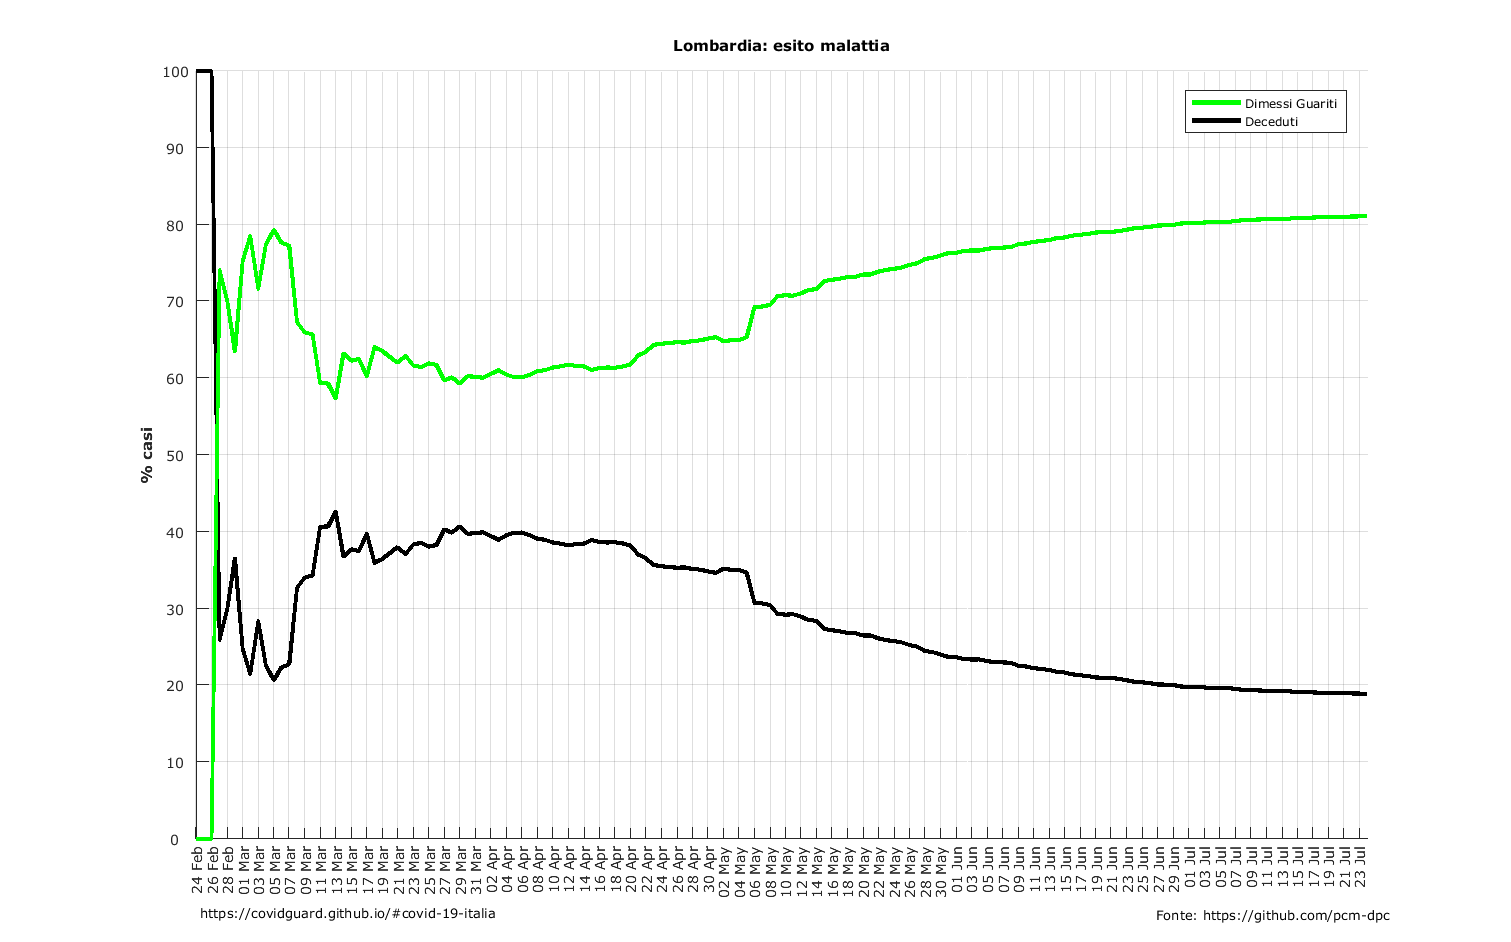 Lombardia: esito malattia
100
90
80
70
60
50
40
30
20
10
0
% casi
Dimessi Guariti
Deceduti
24 Feb
26 Feb
28 Feb
01 Mar
03 Mar
05 Mar
07 Mar
09 Mar
11 Mar
13 Mar
15 Mar
17 Mar
19 Mar
21 Mar
23 Mar
25 Mar
27 Mar
29 Mar
31 Mar
02 Apr
04 Apr
06 Apr
08 Apr
10 Apr
12 Apr
14 Apr
16 Apr
18 Apr
20 Apr
22 Apr
24 Apr
26 Apr
28 Apr
30 Apr
02 May
04 May
06 May
08 May
10 May
12 May
14 May
16 May
18 May
20 May
22 May
24 May
26 May
28 May
30 May
01 Jun
03 Jun
05 Jun
07 Jun
09 Jun
11 Jun
13 Jun
15 Jun
17 Jun
19 Jun
21 Jun
23 Jun
25 Jun
27 Jun
29 Jun
01 Jul
03 Jul
05 Jul
07 Jul
09 Jul
11 Jul
13 Jul
15 Jul
17 Jul
19 Jul
21 Jul
23 Jul
https://covidguard.github.io/#covid-19-italia
Fonte: https://github.com/pcm-dpc